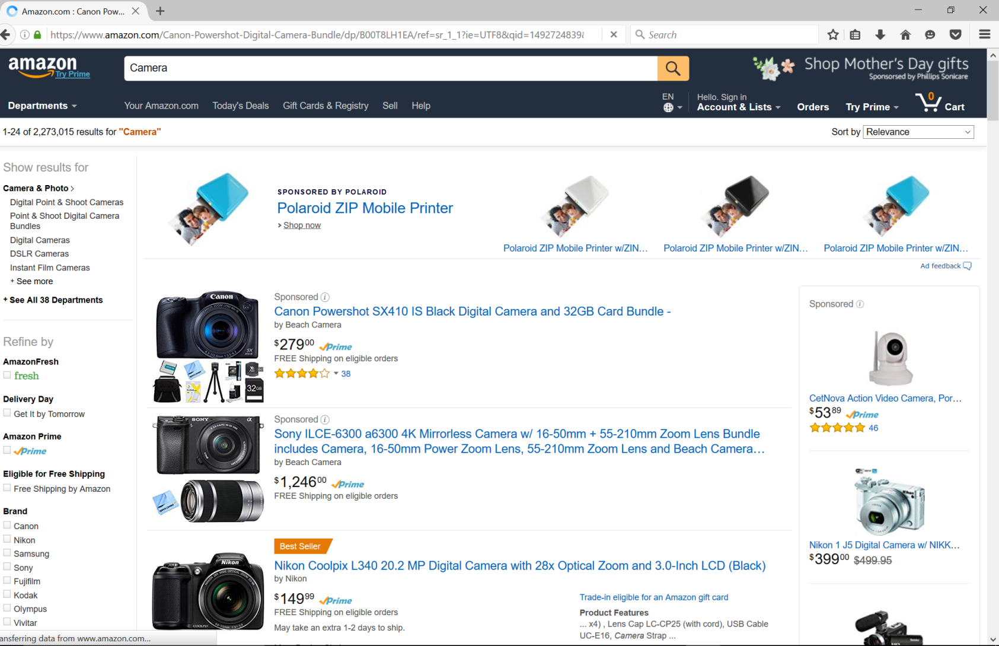 Amazon.com : Canon Pow...
https://www.amazon.com/Canon-Powershot-Digital-Camera-Bundle/dp/B00T8LH1EA/ref=sr_1_1?ie=UTF8&qid=1492724839
Search
amazon
Try Prime
Camera
Shop Mother's Day gifts
Sponsorsed by Phillips Sonicare
Departments
Your Amazon.com
Today's Deals
Gift Cards & Registry
Sell
Help
EN
Hello. Sign in
Account & Lists
Orders
Try Prime
0
Cart
1-24 of 2,273,015 results for "Camera"
Sort by
Relevance
Show results for
Camera & Photo
Digital Point & Shoot Cameras
Point & Shoot Digital Camera
Bundles
Digital Cameras
DSLR Cameras
Instant Film Cameras
+ See more
+ See All 38 Departments
Refine by
AmazonFresh
fresh
Delivery Day
Get It by Tomorrow
Amazon Prime
Prime
Eligible for Free Shipping
Free Shipping by Amazon
Brand
Canon
Nikon
Samsung
Sony
Fujifilm
Kodak
Olympus
Vivitar
ansferring data from www.amazon.com...
SPONSORED BY POLAROID
Polaroid ZIP Mobile Printer
Shop now
Polaroid ZIP Mobile Printer w/ZIN...
Polaroid ZIP Mobile Printer w/ZIN...
Polaroid ZIP Mobile Printer w/ZIN...
Ad feedback
Canon
SX
32GB
Sponsored
Canon Powershot SX410 IS Black Digital Camera and 32GB Card Bundle -
by Beach Camera
$279 00 Prime
FREE Shipping on eligible orders
38
SONY
α
Sponsored
Sony ILCE-6300 a6300 4K Mirrorless Camera w/ 16-50mm + 55-210mm Zoom Lens Bundle
includes Camera, 16-50mm Power Zoom Lens, 55-210mm Zoom Lens and Beach Camera...
by Beach Camera
$1,246 00 Prime
FREE Shipping on eligible orders
Best Seller
Nikon
COOLPIX
Nikon Coolpix L340 20.2 MP Digital Camera with 28x Optical Zoom and 3.0-Inch LCD (Black)
by Nikon
$149 99 Prime
FREE Shipping on eligible orders
May take an extra 1-2 days to ship.
Trade-in eligible for an Amazon gift card
Product Features
... x4) , Lens Cap LC-CP25 (with cord), USB Cable
UC-E16, Camera Strap ...
Sponsored
CetNova Action Video Camera, Por...
$53 89 Prime
46
Nikon 1 J5 Digital Camera w/ NIKK...
$399 00 $499.95